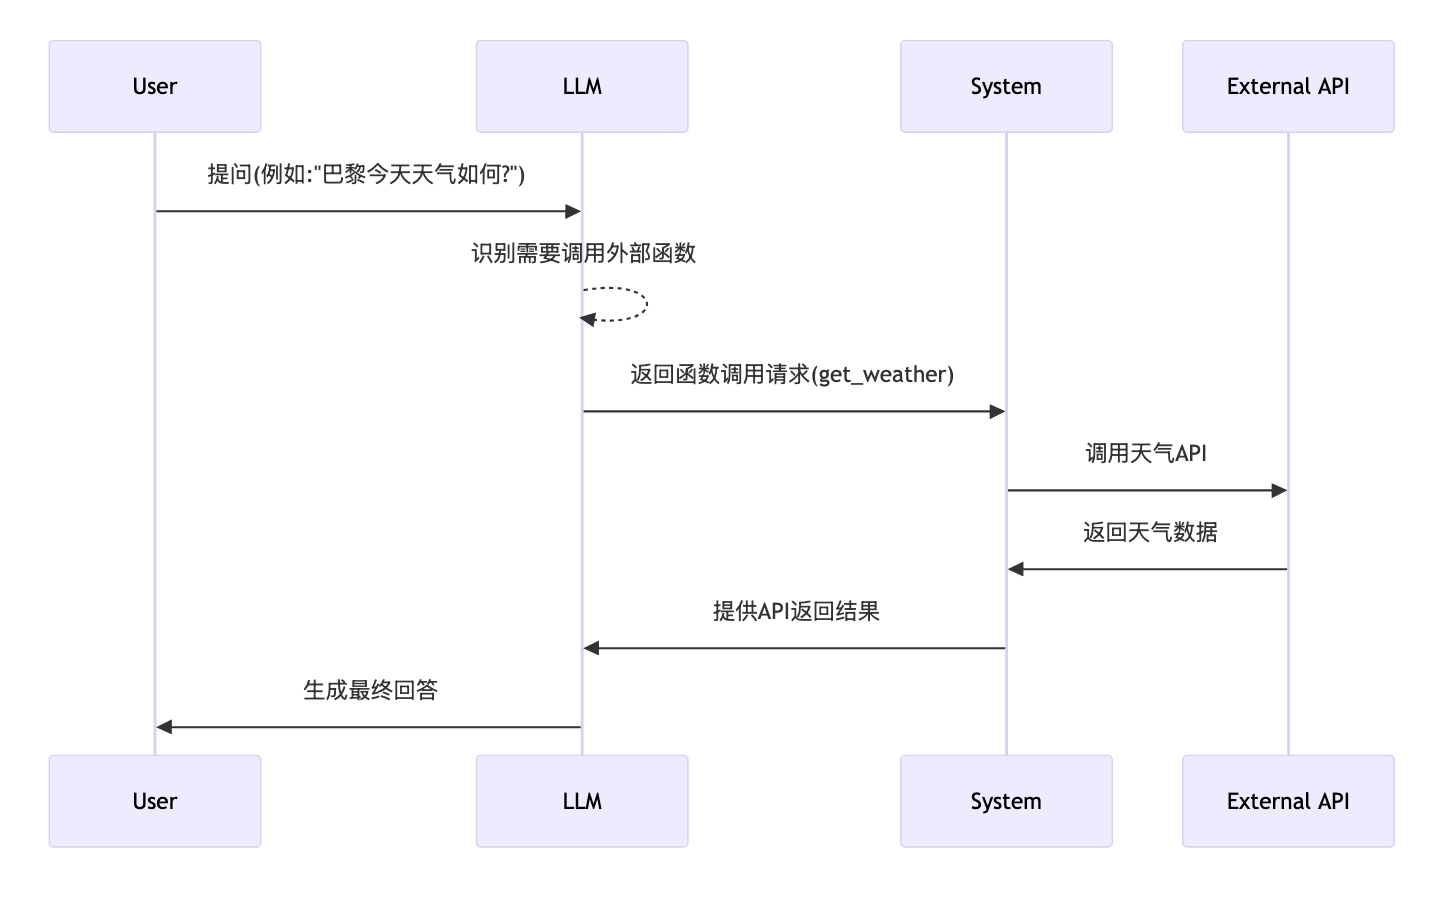 User
LLM
System
External API
提问(例如:"巴黎今天天气如何?")
识别需要调用外部函数
返回函数调用请求(get_weather)
调用天气API
返回天气数据
提供API返回结果
生成最终回答
User
LLM
System
External API